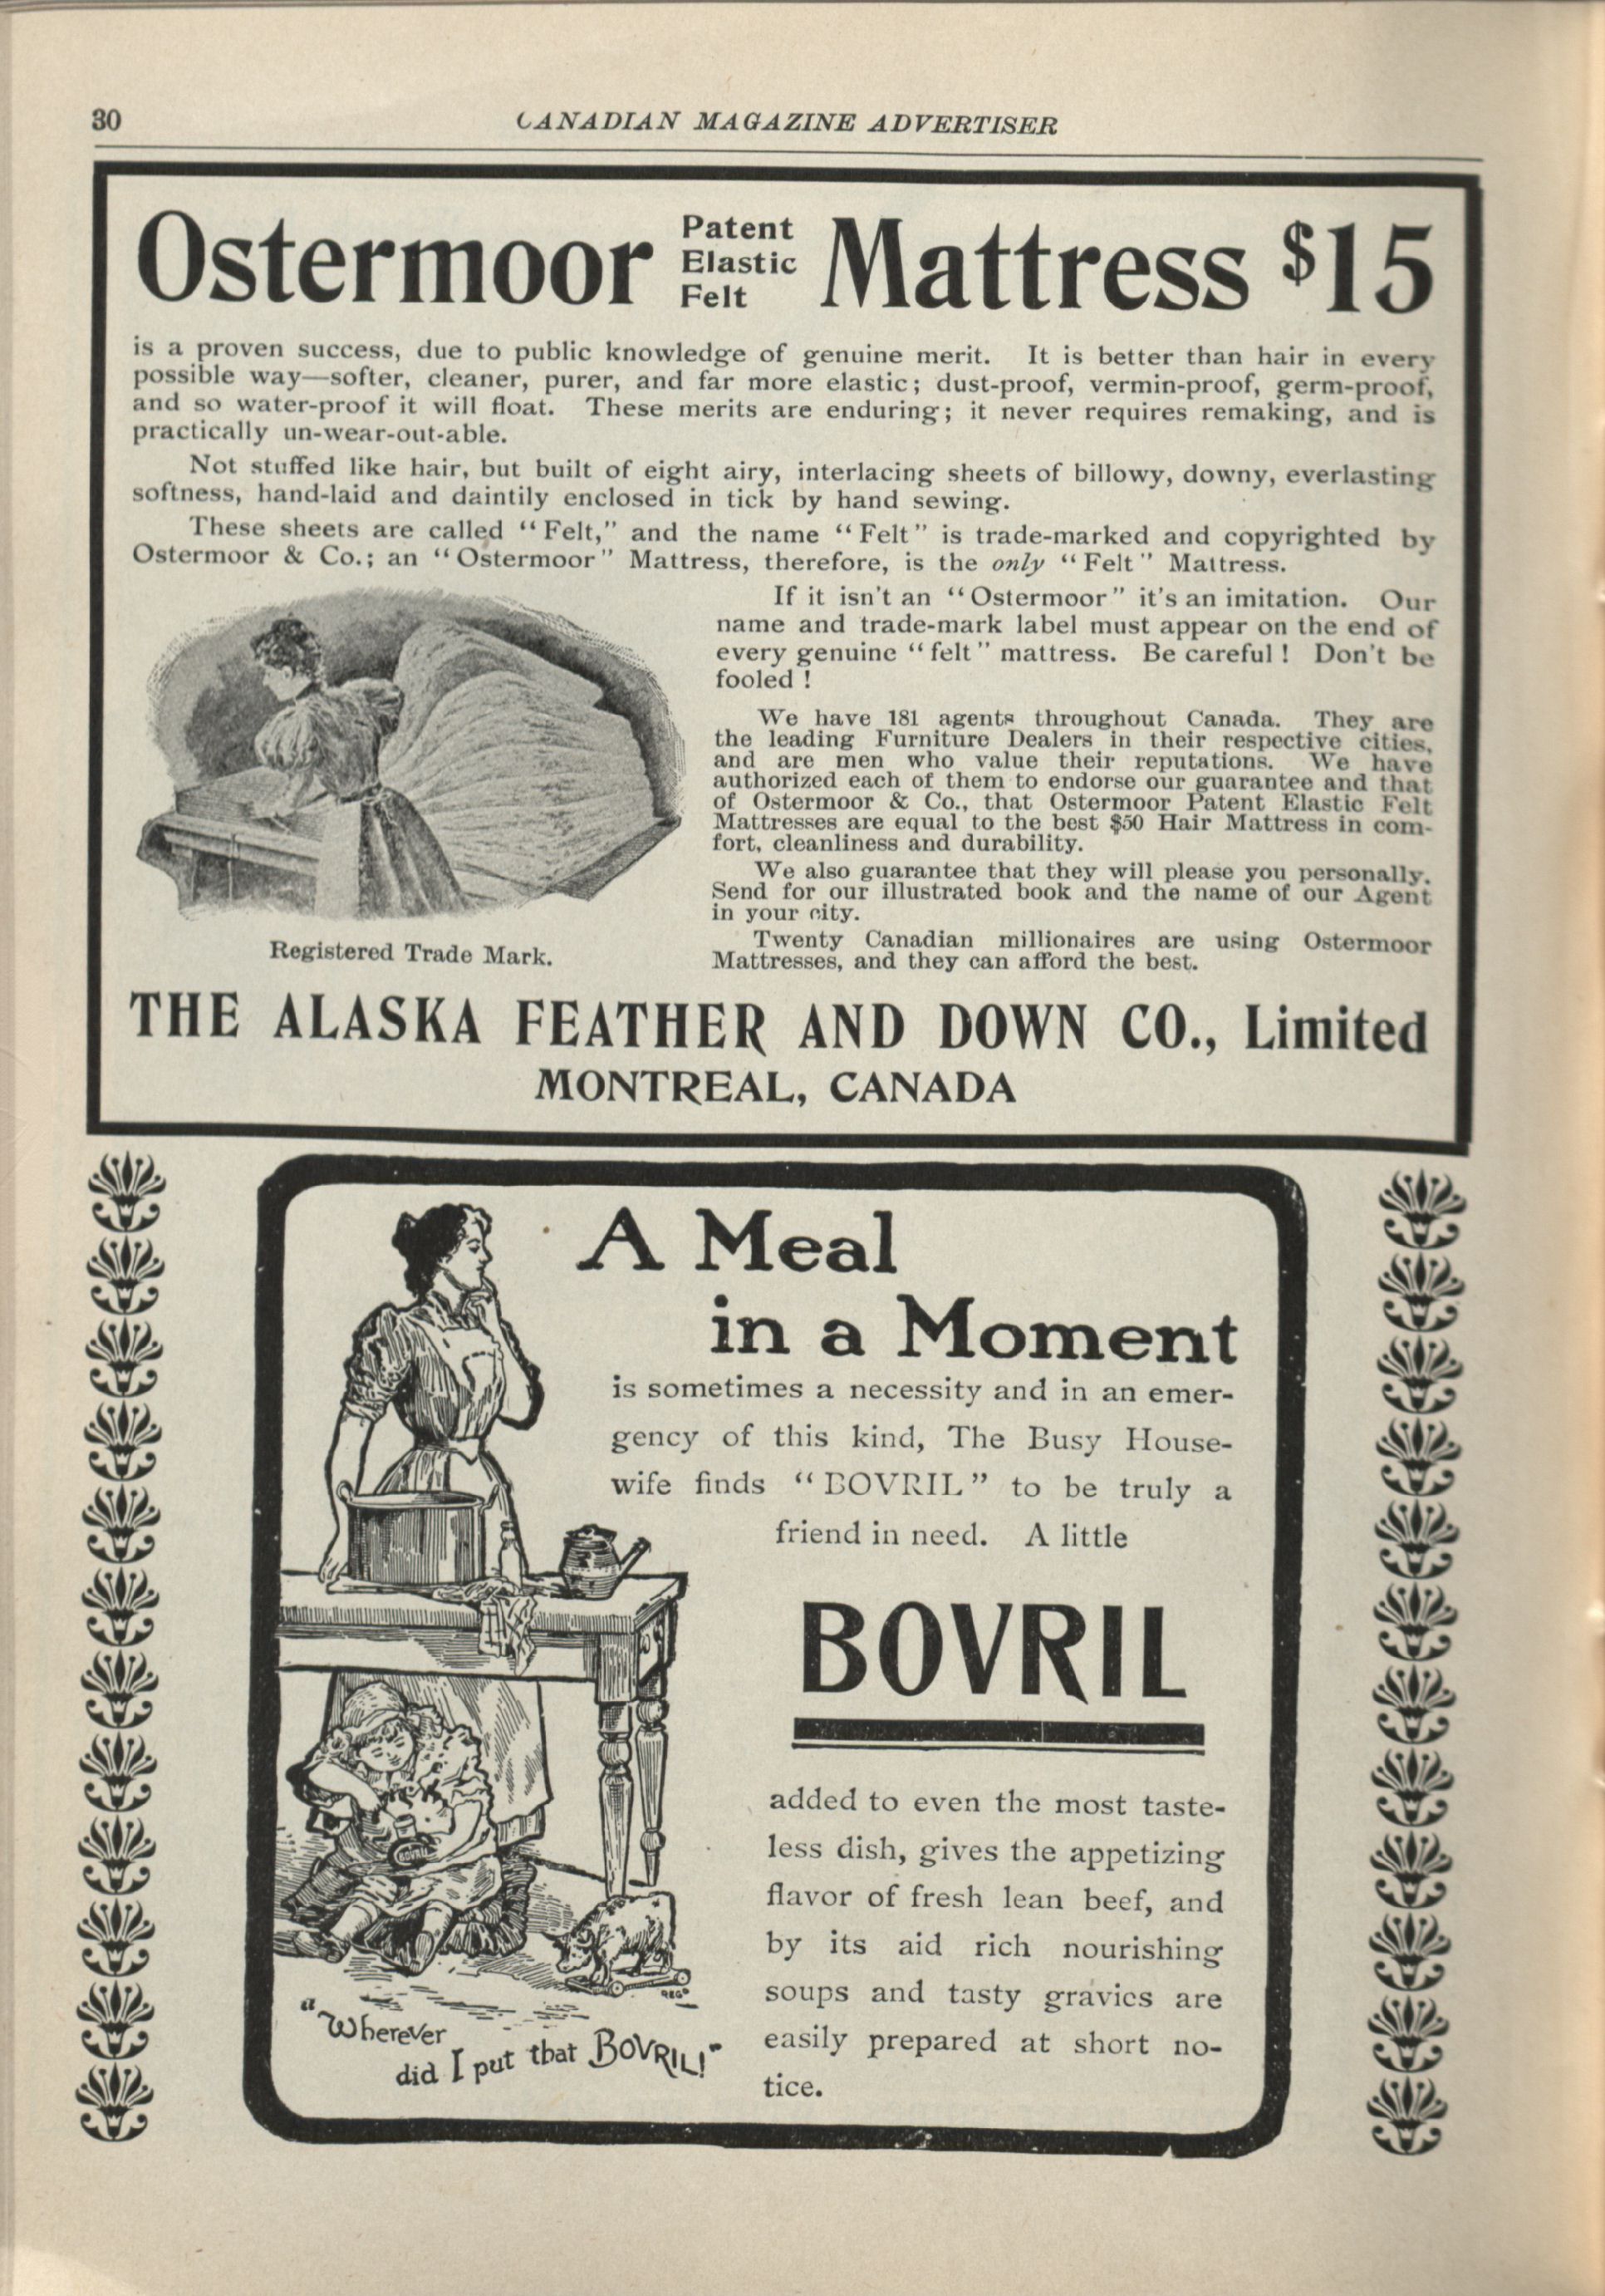 30
CANADIAN MAGAZINE ADVERTISER
Ostermoor Patent Elastic Felt Mattress $15
is a proven success, due to public knowledge of genuine merit. It is better than hair in every
possible way—softer, cleaner, purer, and far more elastic; dust-proof, vermin-proof, germ-proof,
and so water-proof it will float. These merits are enduring; it never requires remaking, and is
practically un-wear-out-able.
Not stuffed like hair, but built of eight airy, interlacing sheets of billowy, downy, everlasting
softness, hand-laid and daintily enclosed in tick by hand sewing.
These sheets are called "Felt," and the name "Felt" is trade-marked and copyrighted by
Ostermoor & Co.; an "Ostermoor" Mattress, therefore, is the only "Felt" Mattress.
If it isn't an "Ostermoor" it's an imitation. Our
name and trade-mark label must appear on the end of
every genuine "felt" mattress. Be careful! Don't be
fooled!
We have 181 agents throughout Canada. They are
the leading Furniture Dealers in their respective cities,
and are men who value their reputations. We have
authorized each of them to endorse our guarantee and that
of Ostermoor & Co., that Ostermoor Patent Elastic Felt
Mattresses are equal to the best $50 Hair Mattress in com-
fort, cleanliness and durability.
We also guarantee that they will please you personally.
Send for our illustrated book and the name of our Agent
in your city.
Twenty Canadian millionaires are using Ostermoor
Mattresses, and they can afford the best.
Registered Trade Mark.
THE ALASKA FEATHER AND DOWN CO., Limited
MONTREAL, CANADA
A Meal
in a Moment
is sometimes a necessity and in an emer-
gency of this kind, The Busy House-
wife finds "BOVRIL" to be truly a
friend in need. A little
BOVRIL
added to even the most taste-
less dish, gives the appetizing
flavor of fresh lean beef, and
by its aid rich nourishing
soups and tasty gravies are
easily prepared at short no-
tice.
"Wherever
did I put that BOVRIL!"